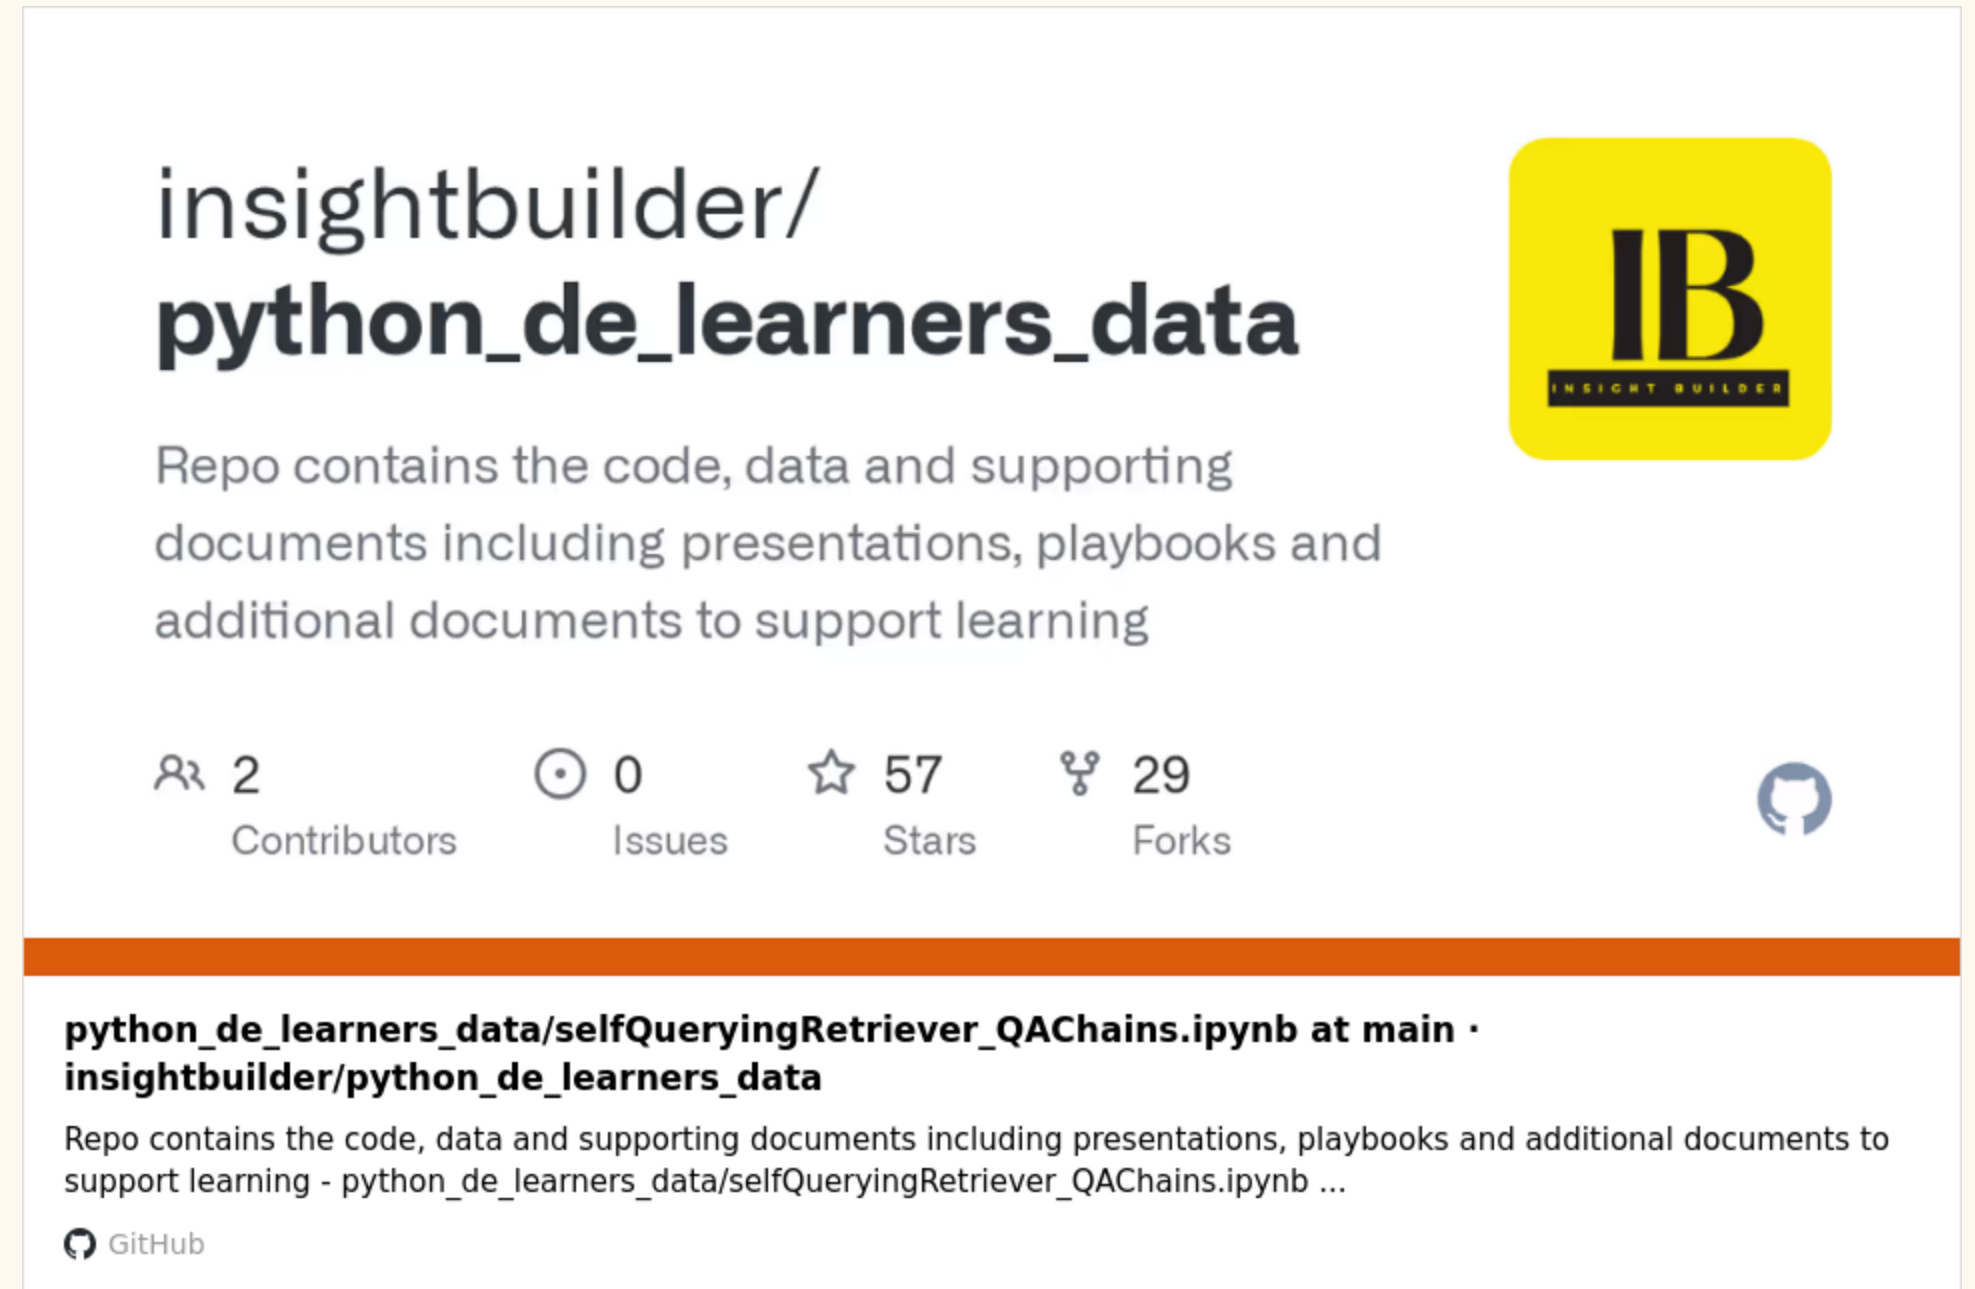 insightbuilder/
python_de_learners_data
IB
INSIGHT BUILDER
Repo contains the code, data and supporting
documents including presentations, playbooks and
additional documents to support learning
2
Contributors
0
Issues
57
Stars
29
Forks
python_de_learners_data/selfQueryingRetriever_QAChains.ipynb at main ·
insightbuilder/python_de_learners_data
Repo contains the code, data and supporting documents including presentations, playbooks and additional documents to
support learning - python_de_learners_data/selfQueryingRetriever_QAChains.ipynb ...
GitHub